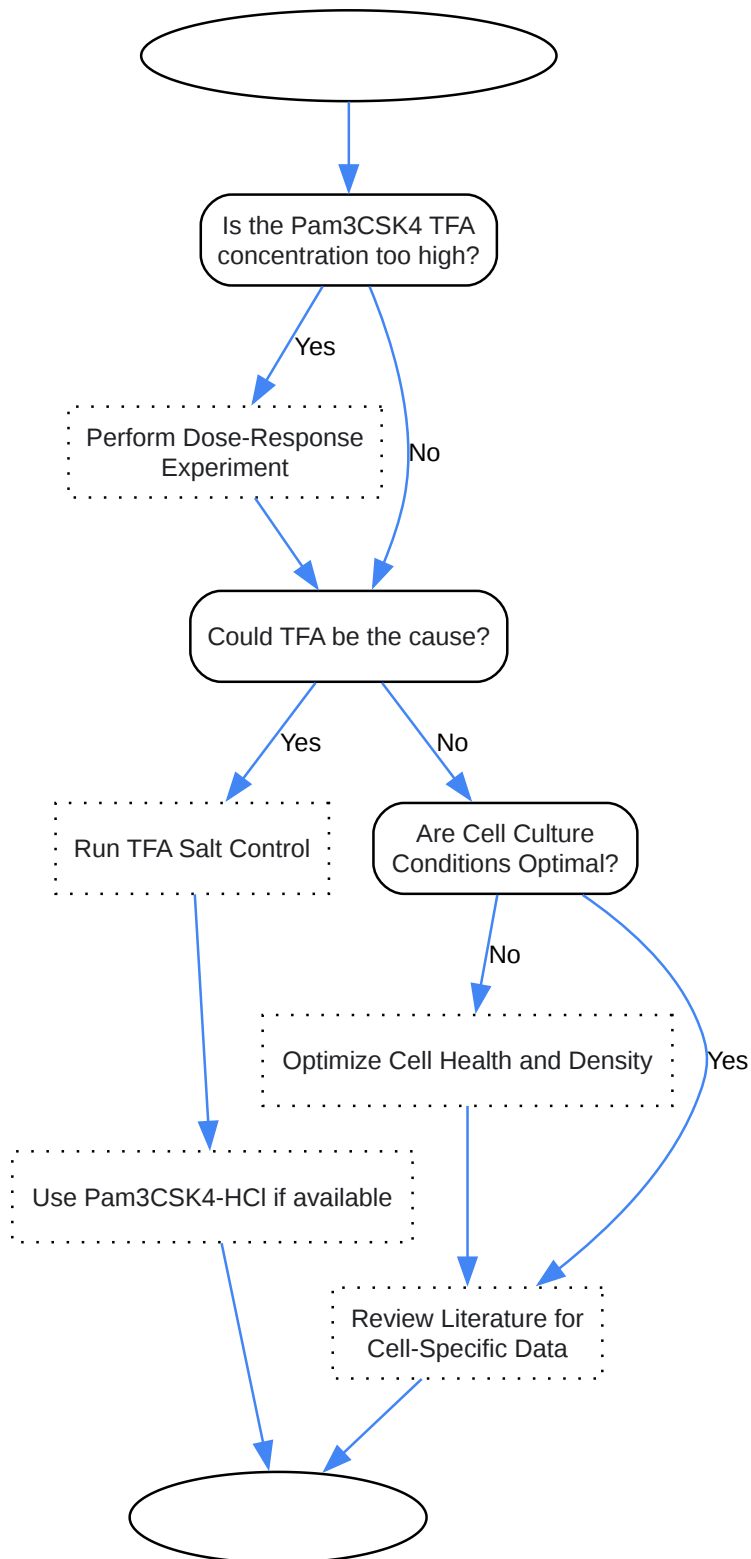 Is the Pam3CSK4 TFA
concentration too high?
Yes
Perform Dose-Response
Experiment
No
Could TFA be the cause?
Yes
No
Run TFA Salt Control
Are Cell Culture
Conditions Optimal?
No
Optimize Cell Health and Density
Yes
Use Pam3CSK4-HCl if available
Review Literature for
Cell-Specific Data